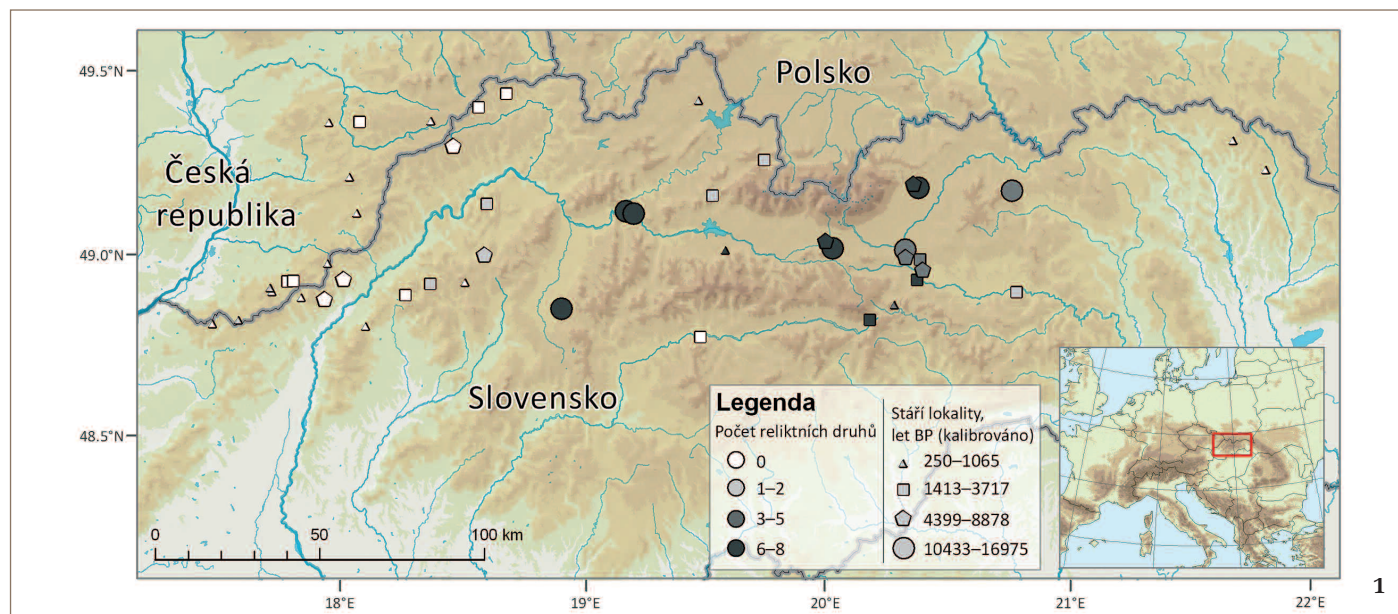 49.5°N
49.0°N
48.5°N
Polsko
Česká
republika
Slovensko
0 50 100 km
Legenda
Počet reliktních druhů
0
1–2
3–5
6–8
Stáří lokality,
let BP (kalibrováno)
250–1065
1413–3717
4399–8878
10433–16975
18°E 19°E 20°E 21°E 22°E
1